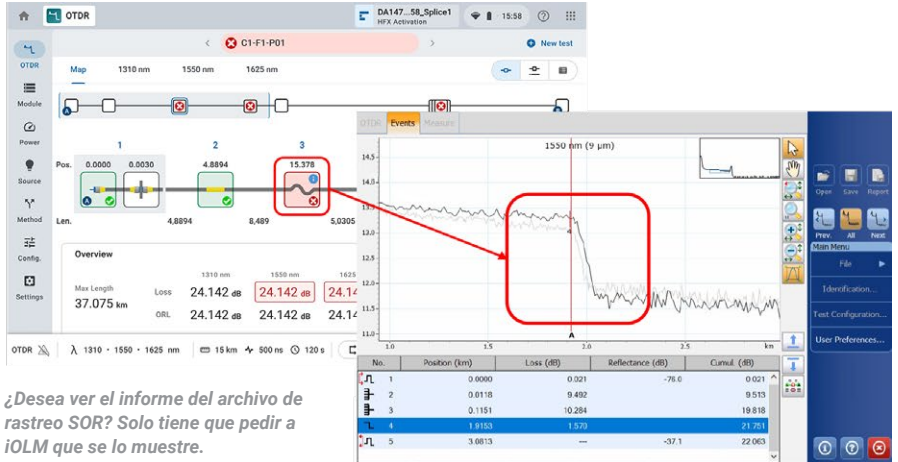 OTDR
DA147...58_Splice1
HFX Activation
15:58
C1-F1-P01
New test
OTDR
Module
Power
Source
Method
Config.
Settings
Map
1310 nm
1550 nm
1625 nm
A
A
1
2
3
Pos.
0.0000
0.0030
4.8894
15.378
A
Len.
4,8894
8,489
5,0305
Overview
1310 nm
1550 nm
1625
Max Length
37.075 km
Loss
24.142 dB
24.142 dB
24.14
ORL
24.142 dB
24.142 dB
24.14
OTDR
λ 1310 · 1550 · 1625 nm
15 km
500 ns
120 s
¿Desea ver el informe del archivo de
rastreo SOR? Solo tiene que pedir a
iOLM que se lo muestre.
OTDR
Events
Measure
1550 nm (9 µm)
14.5
14.0
13.5
13.0
12.5
12.0
11.5
11.0
1.0
1.5
2.0
2.5
km
A
No.
Position (km)
Loss (dB)
Reflectance (dB)
Cumul. (dB)
1 0.0000 0.021 -76.0 0.021
2 0.0118 9.492 9.513
3 0.1151 10.284 19.818
4 1.9153 1.570 21.751
5 3.0813 --- -37.1 22.063
Open
Save
Report
Prev.
All
Next
Main Menu
File
Identification...
Test Configuration...
User Preferences...